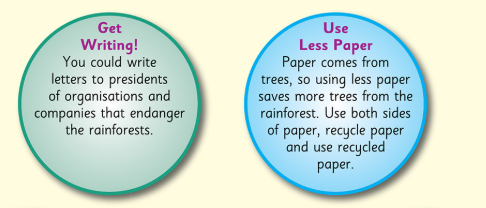 Get
Writing!
You could write
letters to presidents
of organisations and
companies that endanger
the rainforests.
Use
Less Paper
Paper comes from
trees, so using less paper
saves more trees from the
rainforest. Use both sides
of paper, recycle paper
and use recycled
paper.